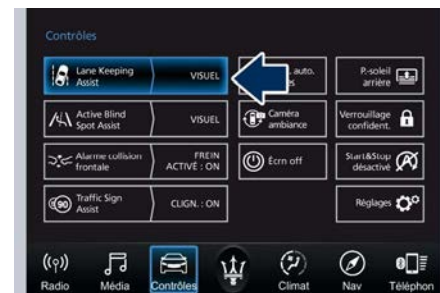 Contrôles
Lane Keeping
Assist
VISUEL
auto.
P.-soleil
arrière
Active Blind
Spot Assist
VISUEL
Caméra
ambiance
Verrouillage
confident.
Alarme collision
frontale
FREIN
ACTIVÉ : ON
Écrn off
Start&Stop
désactivé
90
Traffic Sign
Assist
CLIGN. : ON
Réglages
Radio
Média
Contrôles
Climat
Nav
Téléphon